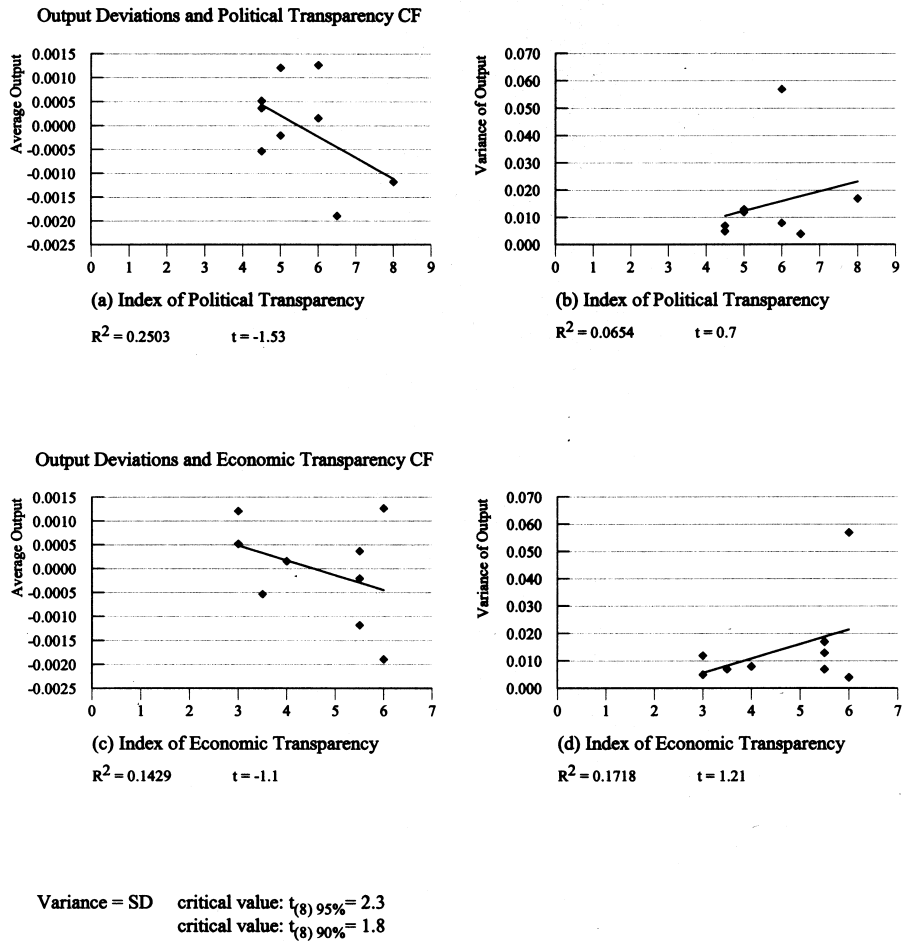 Output Deviations and Political Transparency CF
Average Output
0.0015
0.0010
0.0005
0.0000
-0.0005
-0.0010
-0.0015
-0.0020
-0.0025
0 1 2 3 4 5 6 7 8 9
(a) Index of Political Transparency
R2 = 0.2503 t = -1.53
Variance of Output
0.070
0.060
0.050
0.040
0.030
0.020
0.010
0.000
0 1 2 3 4 5 6 7 8 9
(b) Index of Political Transparency
R2 = 0.0654 t = 0.7
Output Deviations and Economic Transparency CF
Average Output
0.0015
0.0010
0.0005
0.0000
-0.0005
-0.0010
-0.0015
-0.0020
-0.0025
0 1 2 3 4 5 6 7
(c) Index of Economic Transparency
R2 = 0.1429 t = -1.1
Variance of Output
0.070
0.060
0.050
0.040
0.030
0.020
0.010
0.000
0 1 2 3 4 5 6 7
(d) Index of Economic Transparency
R2 = 0.1718 t = 1.21
Variance = SD critical value: t(8) 95%= 2.3
critical value: t(8) 90%= 1.8